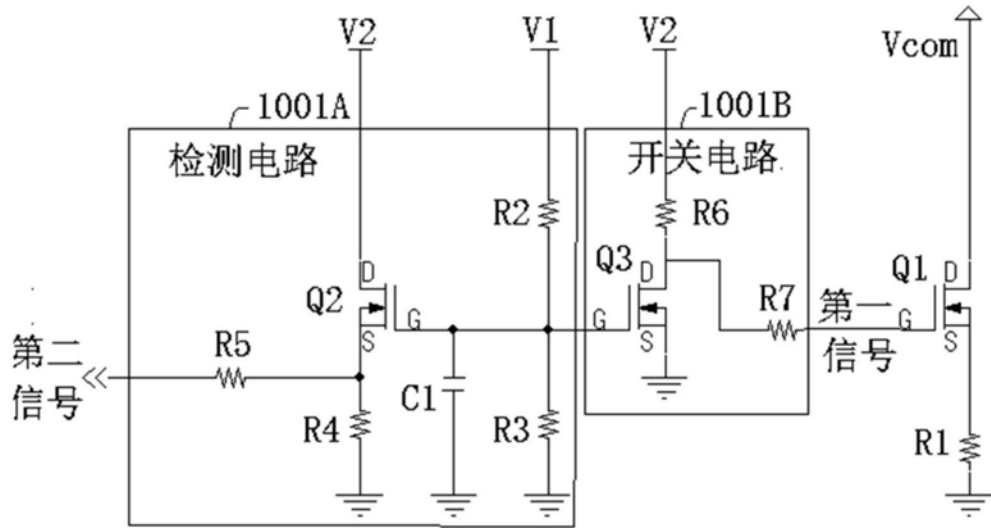 V2
V1
V2
Vcom
1001A
1001B
检测电路
开关电路
R2
R6
D
Q2
G
S
Q3
D
G
S
R7
第一
信号
Q1
D
G
S
第二
信号
R5
R4
C1
R3
R1